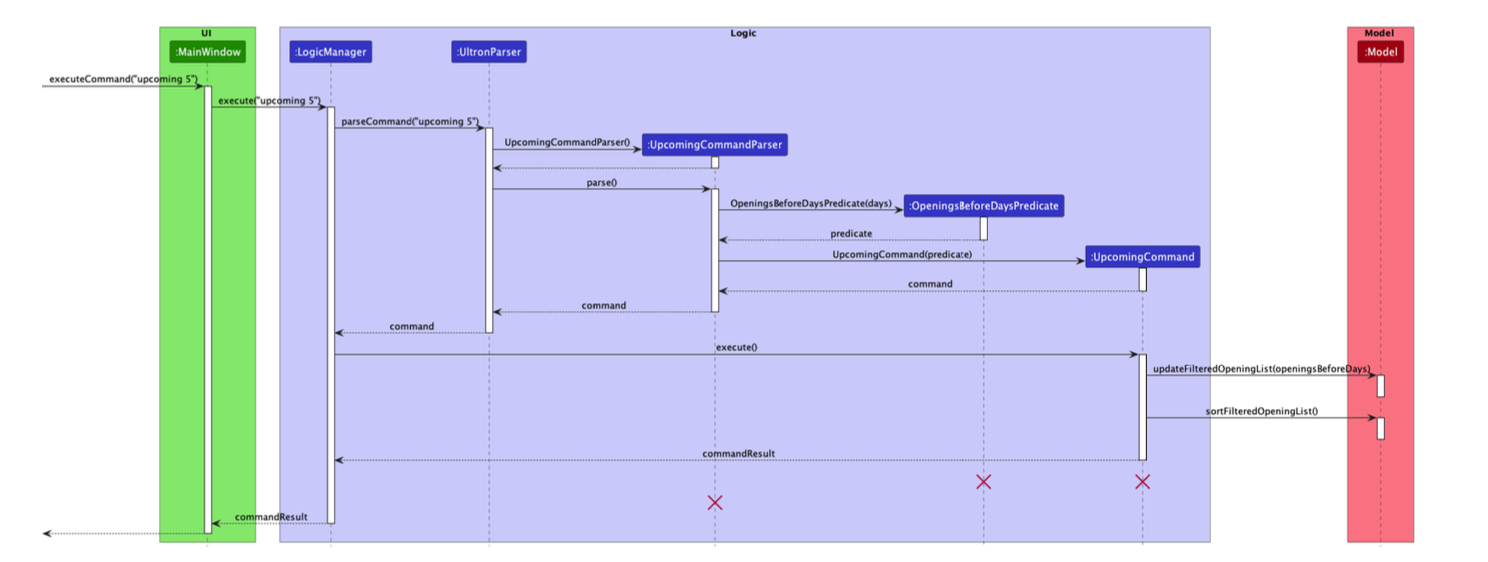 UI
Logic
Model
:MainWindow
:LogicManager
:UltronParser
:Model
executeCommand("upcoming 5")
execute("upcoming 5")
parseCommand("upcoming 5")
UpcomingCommandParser()
:UpcomingCommandParser
parse()
OpeningsBeforeDaysPredicate(days)
:OpeningsBeforeDaysPredicate
predicate
UpcomingCommand(predicate)
:UpcomingCommand
command
command
command
execute()
updateFilteredOpeningList(openingsBeforeDays)
sortFilteredOpeningList()
commandResult
commandResult